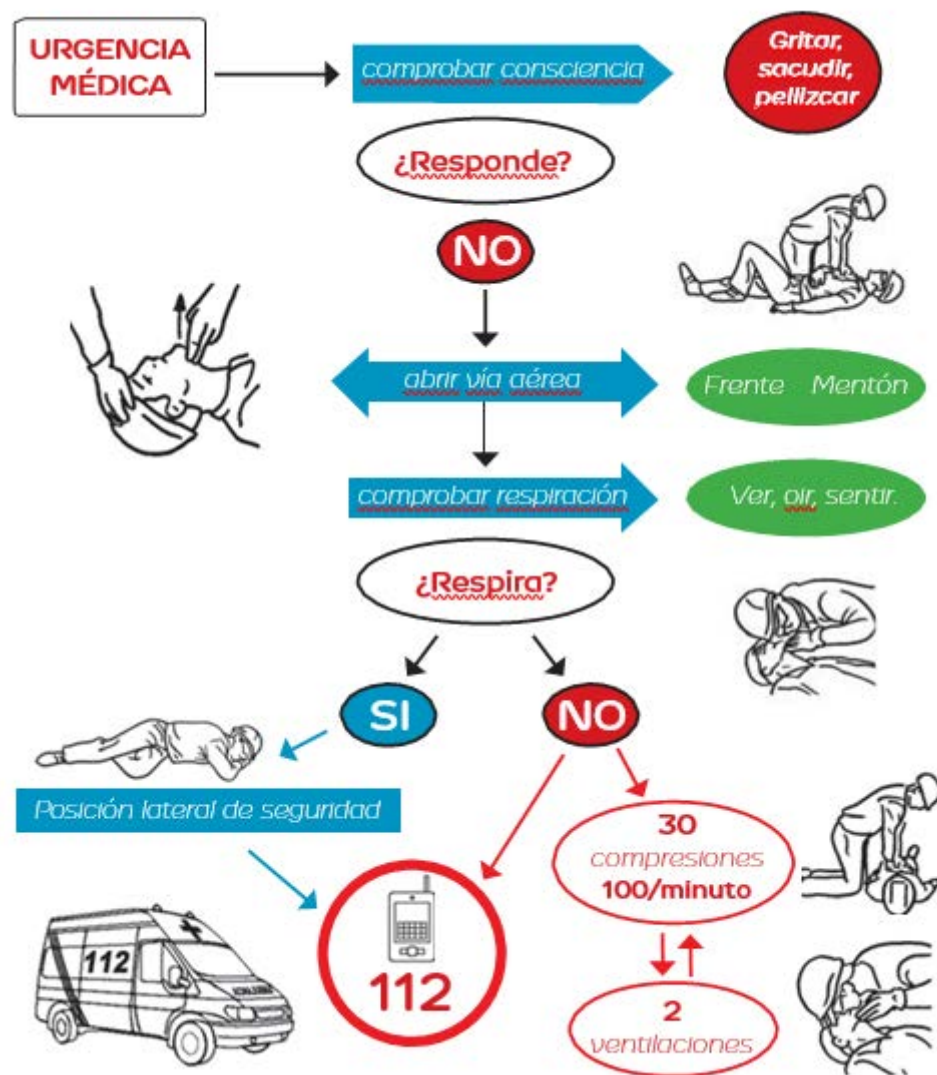 URGENCIA
MÉDICA
comprobar consciencia
Gritar,
sacudir,
pellizcar
¿Responde?
NO
abrir vía aérea
Frente Mentón
comprobar respiración
Ver, oir, sentir.
¿Respira?
SI
NO
Posición lateral de seguridad
30
compresiones
100/minuto
112
112
2
ventilaciones